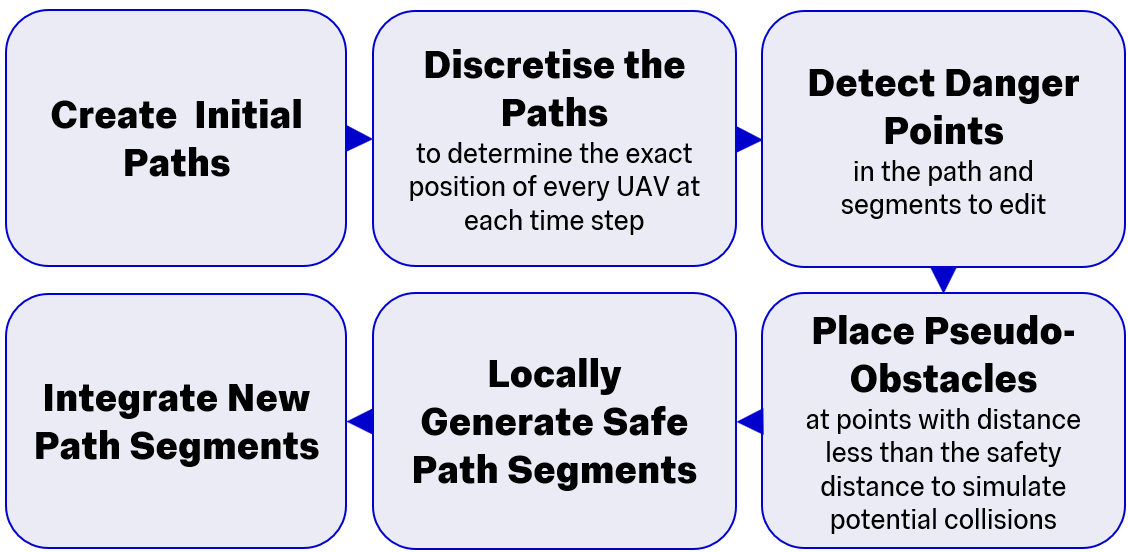 Create  Initial
Paths
Discretise the
Paths
to determine the exact
position of every UAV at
each time step
Detect Danger
Points
in the path and
segments to edit
Place Pseudo-
Obstacles
at points with distance
less than the safety
distance to simulate
potential collisions
Locally
Generate Safe
Path Segments
Integrate New
Path Segments